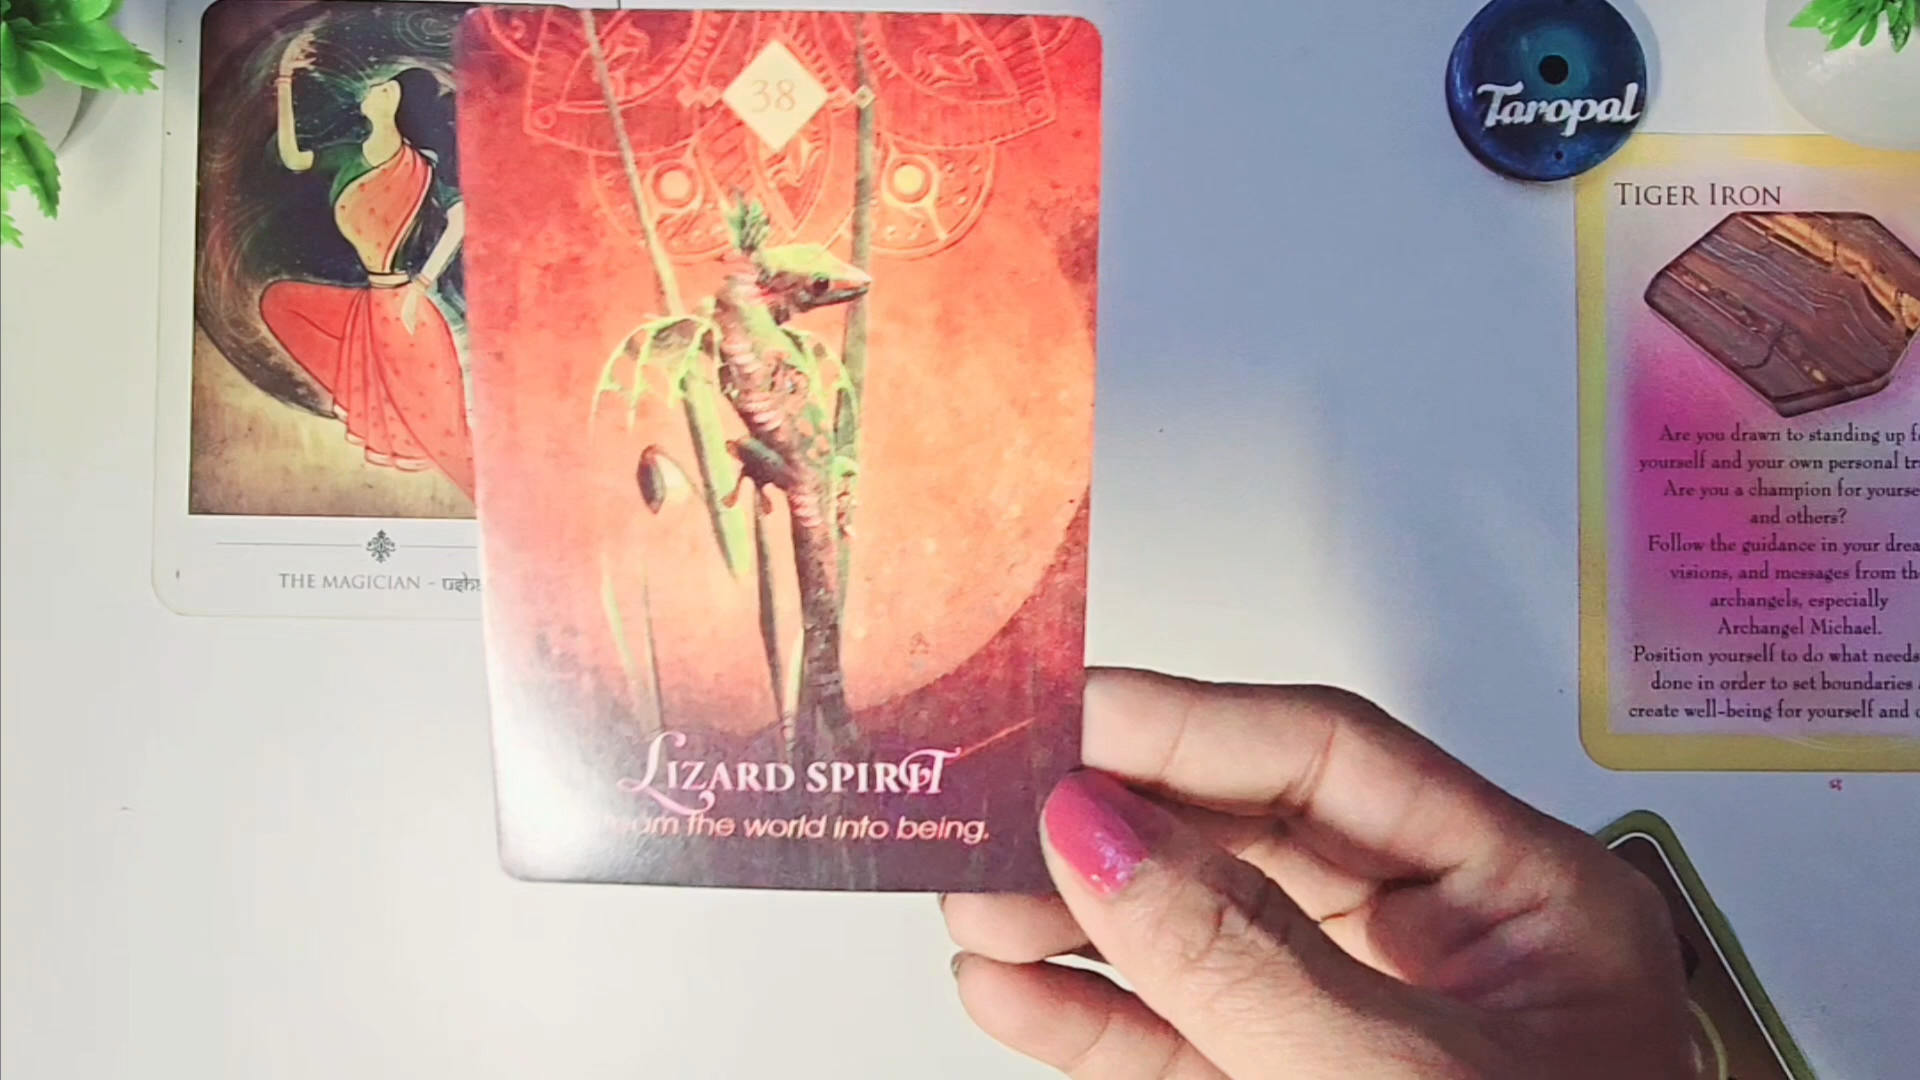 38
LIZARD SPIRIT
the world into being.
THE MAGICIAN -
Taropal
TIGER IRON
Are you drawn to standing up
yourself and your own personal
Are you a champion for
and others?
Follow the guidance in your
visions, and messages from
archangels, especially
Archangel Michael.
Position yourself to do what needs
done in order to set boundaries
create well-being for yourself and